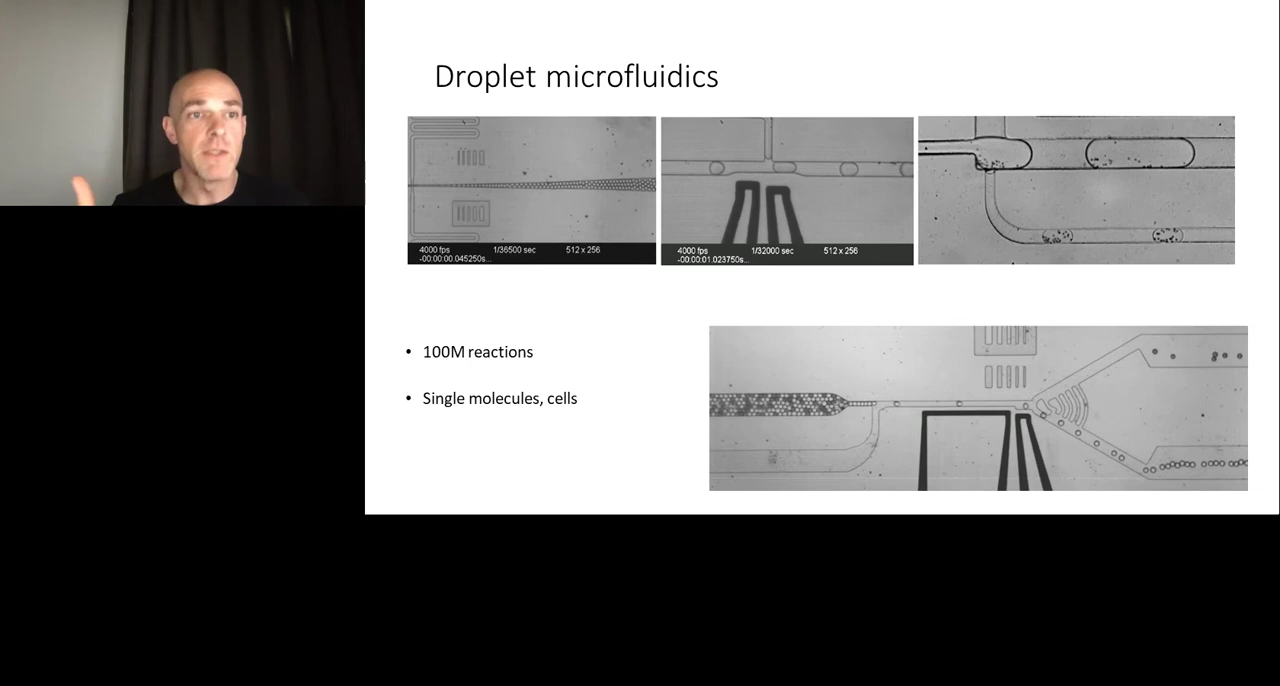 Droplet microfluidics
4000 fps 1/36500 sec 512 x 256
-00:00:00.045250s...
4000 fps 1/32000 sec 512 x 256
-00:00:01.023750s...
• 100M reactions
• Single molecules, cells